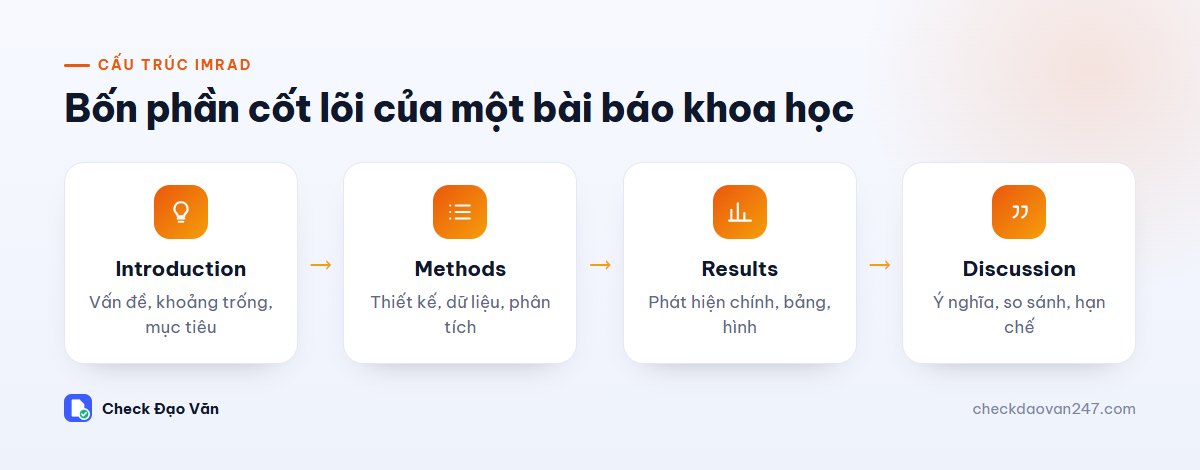 CẤU TRÚC IMRAD
Bốn phần cốt lõi của một bài báo khoa học
Introduction
Vấn đề, khoảng trống,
mục tiêu
Methods
Thiết kế, dữ liệu, phân
tích
Results
Phát hiện chính, bảng,
hình
Discussion
Ý nghĩa, so sánh, hạn
chế
Check Đạo Văn
checkdaovan247.com